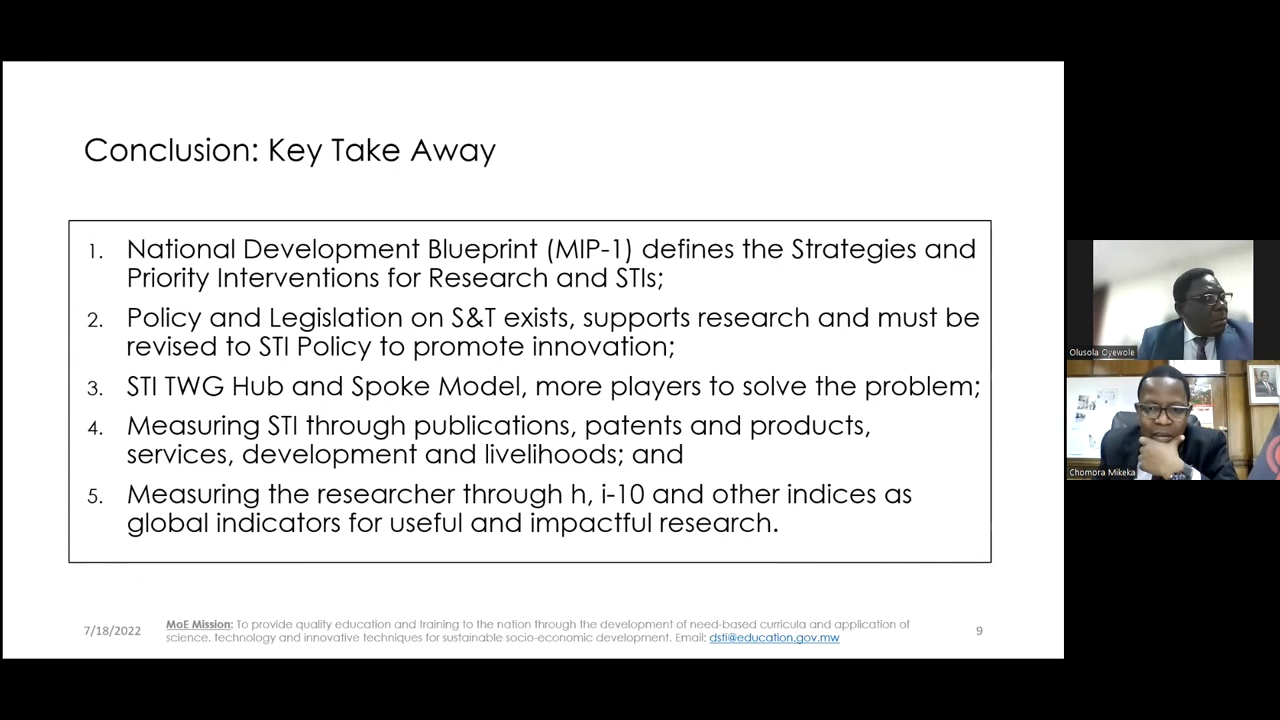 Conclusion: Key Take Away
1. National Development Blueprint (MIP-1) defines the Strategies and
Priority Interventions for Research and STIs;
2. Policy and Legislation on S&T exists, supports research and must be
revised to STI Policy to promote innovation;
3. STI TWG Hub and Spoke Model, more players to solve the problem;
4. Measuring STI through publications, patents and products,
services, development and livelihoods; and
5. Measuring the researcher through h, i-10 and other indices as
global indicators for useful and impactful research.
7/18/2022
MoE Mission: To provide quality education and training to the nation through the development of need-based curricula and application of
science, technology and innovative techniques for sustainable socio-economic development. Email: dsti@education.gov.mw
9
Olusola Oyewole
Chomora Mikeka